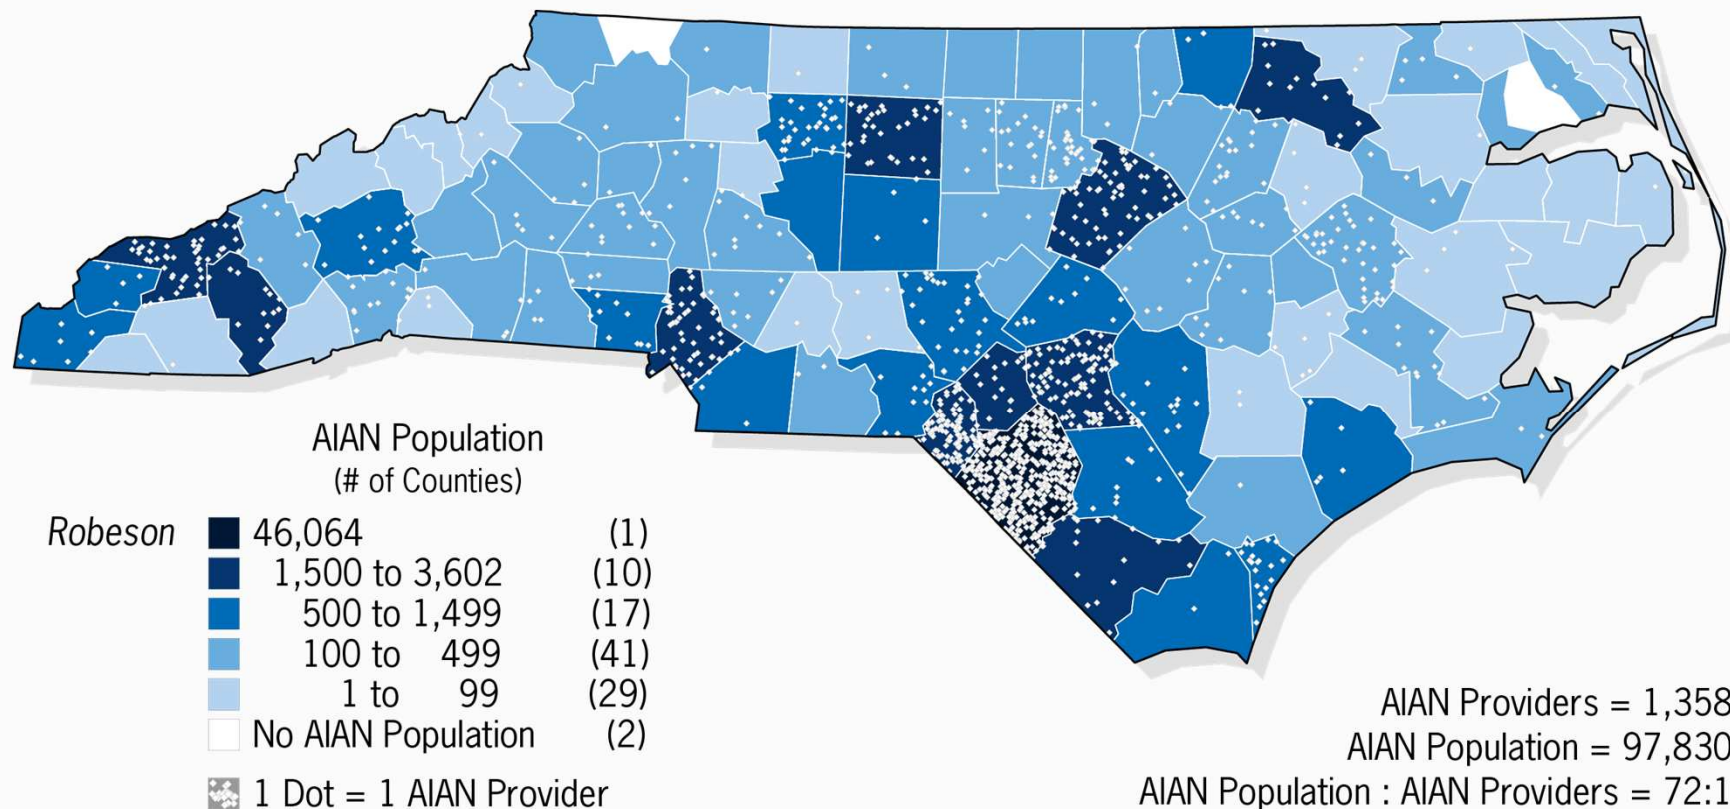 AIAN Population
(# of Counties)
Robeson 46,064 (1)
1,500 to 3,602 (10)
500 to 1,499 (17)
100 to 499 (41)
1 to 99 (29)
No AIAN Population (2)
1 Dot = 1 AIAN Provider
AIAN Providers = 1,358
AIAN Population = 97,830
AIAN Population : AIAN Providers = 72:1